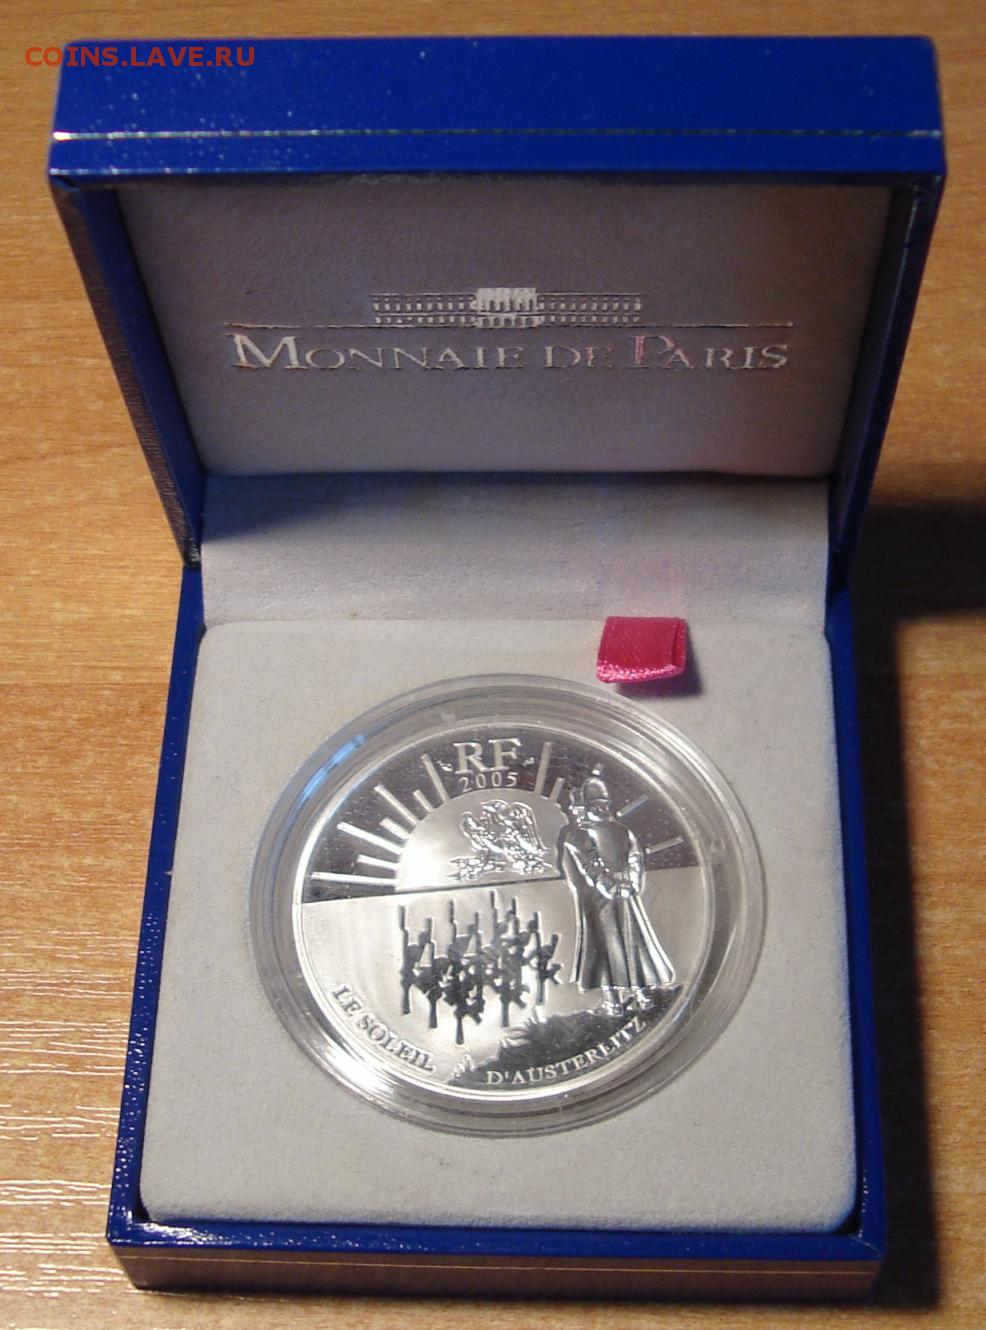 COINS.LAVE.RU
MONNAIE DE PARIS
RF
2005
LE SOLEIL
D'AUSTERLITZ